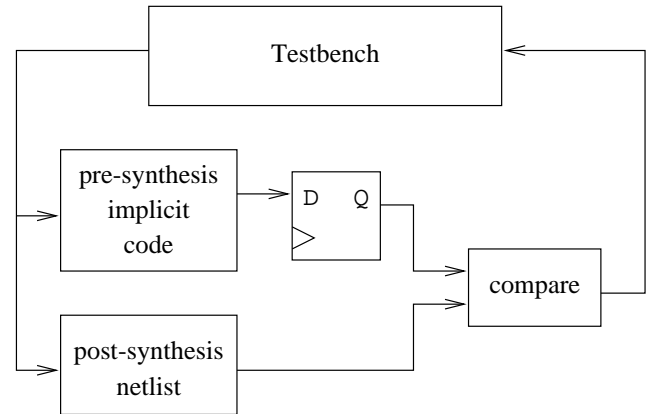 Testbench
pre-synthesis
implicit
code
D Q
compare
post-synthesis
netlist